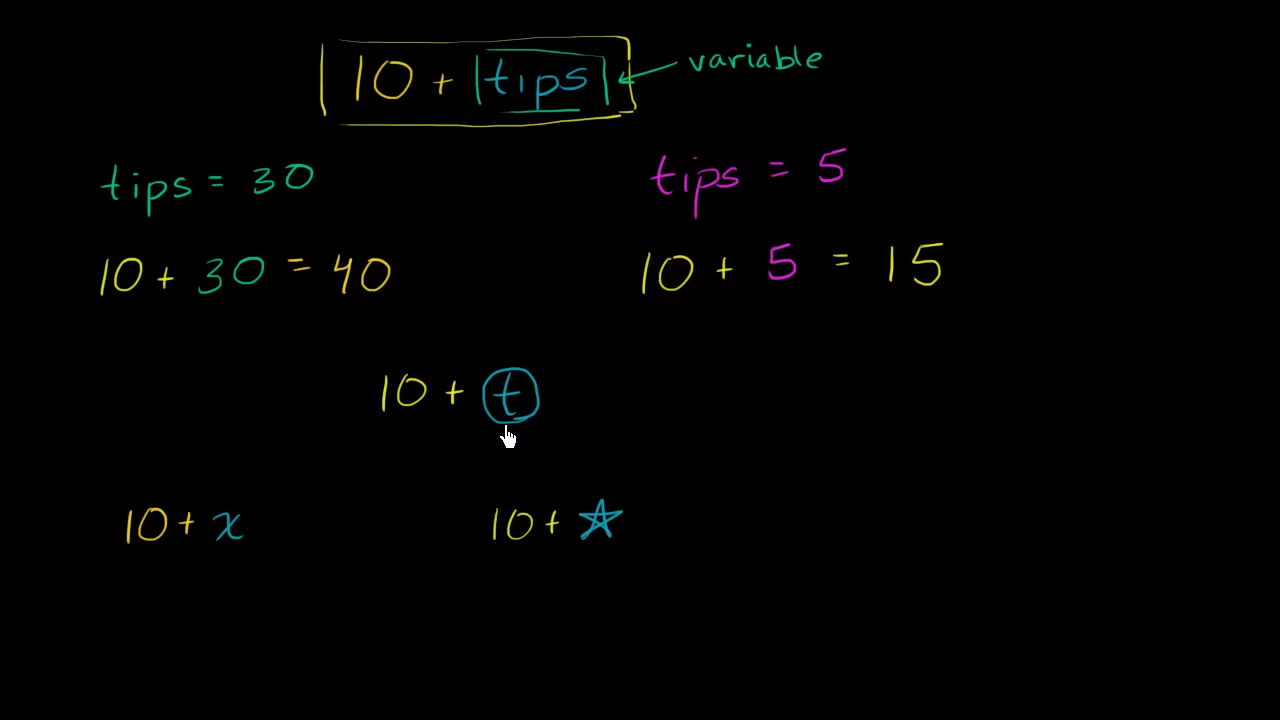 10 + tips variable
tips = 30
tips = 5
10 + 30 = 40
10 + 5 = 15
10 + t
10 + x
10 + ☆